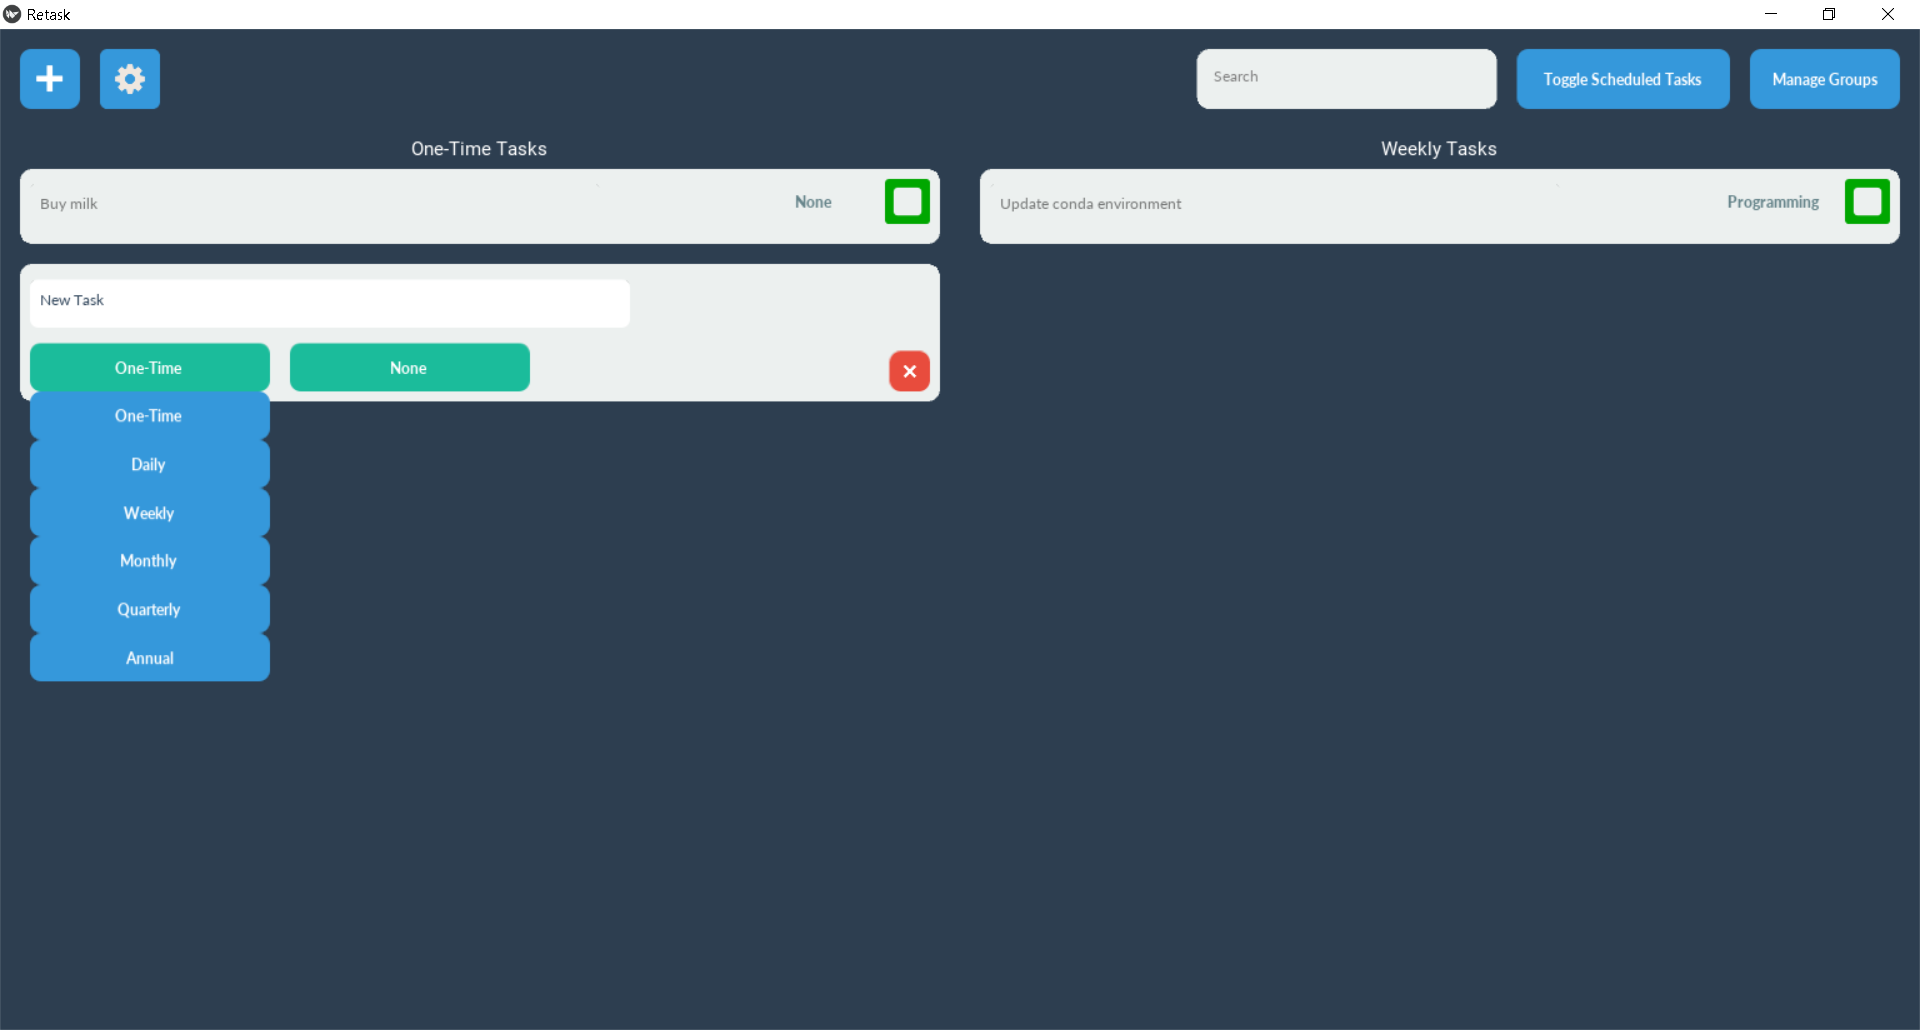 Retask
Search
Toggle Scheduled Tasks
Manage Groups
One-Time Tasks
Weekly Tasks
Buy milk
None
Update conda environment
Programming
New Task
One-Time
None
One-Time
Daily
Weekly
Monthly
Quarterly
Annual